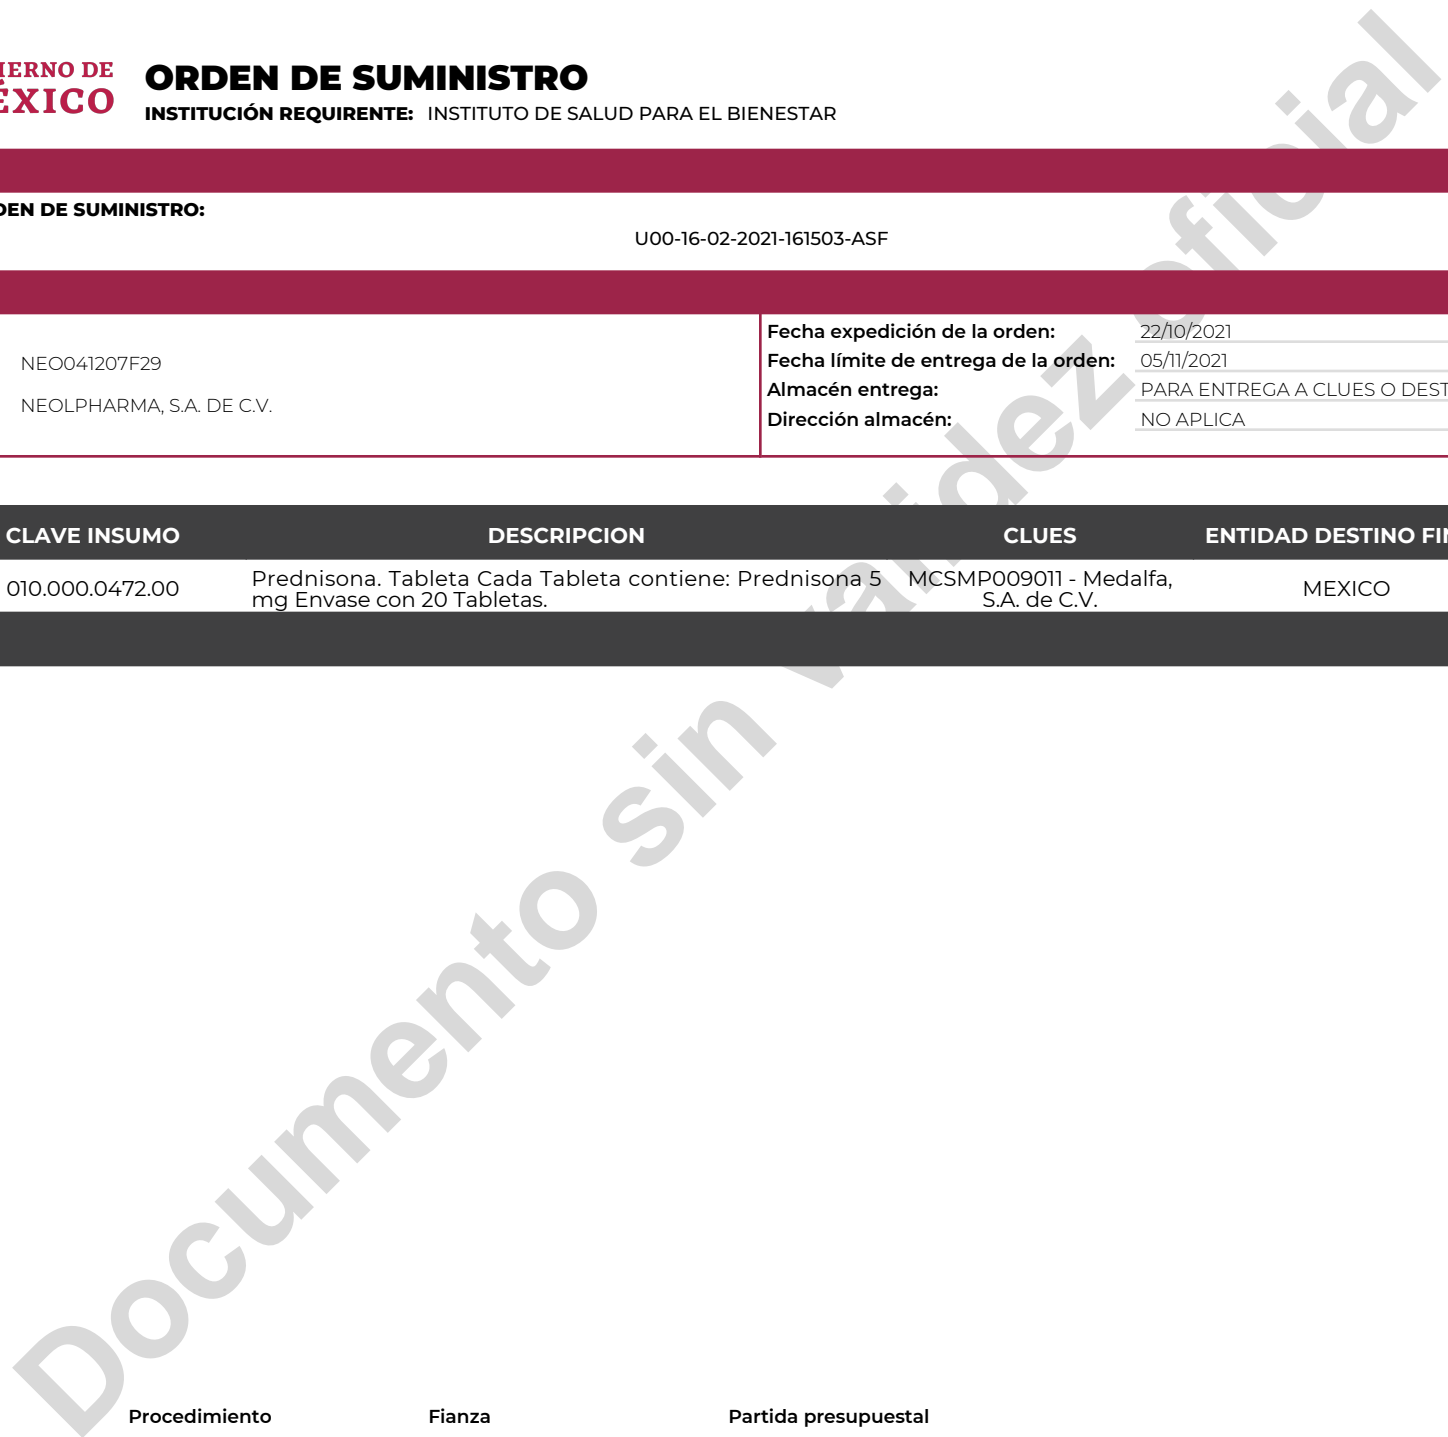 IERNO DE
ÉXICO
ORDEN DE SUMINISTRO
INSTITUCIÓN REQUIRENTE: INSTITUTO DE SALUD PARA EL BIENESTAR
DEN DE SUMINISTRO:
U00-16-02-2021-161503-ASF
NEO041207F29
NEOLPHARMA, S.A. DE C.V.
Fecha expedición de la orden: 22/10/2021
Fecha límite de entrega de la orden: 05/11/2021
Almacén entrega: PARA ENTREGA A CLUES O DEST
Dirección almacén: NO APLICA
CLAVE INSUMO DESCRIPCION CLUES ENTIDAD DESTINO FIN
010.000.0472.00 Prednisona. Tableta Cada Tableta contiene: Prednisona 5 MCSMP009011 - Medalfa, MEXICO
mg Envase con 20 Tabletas. S.A. de C.V.
Documento sin validez oficial
Procedimiento Fianza Partida presupuestal